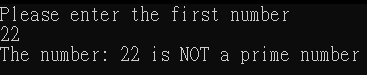 Please enter the first number
22
The number: 22 is NOT a prime number